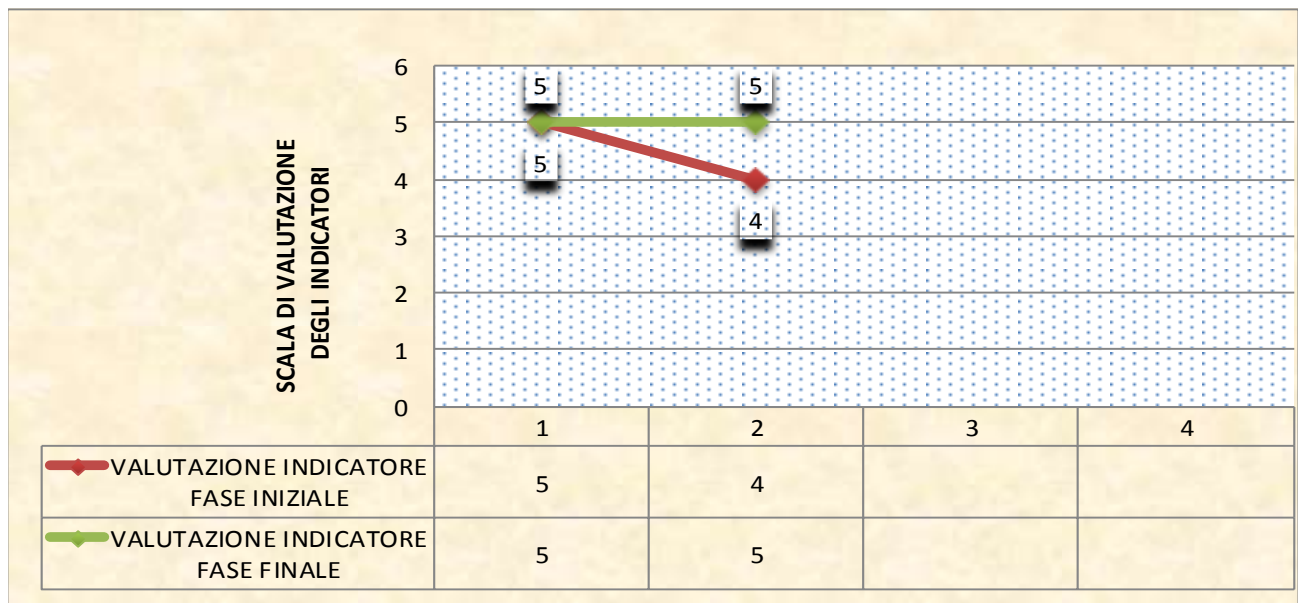 SCALA DI VALUTAZIONE
DEGLI INDICATORI
6
5
4
3
2
1
0
5
5
5
4
1 2 3 4
VALUTAZIONE INDICATORE
FASE INIZIALE
5 4
VALUTAZIONE INDICATORE
FASE FINALE
5 5